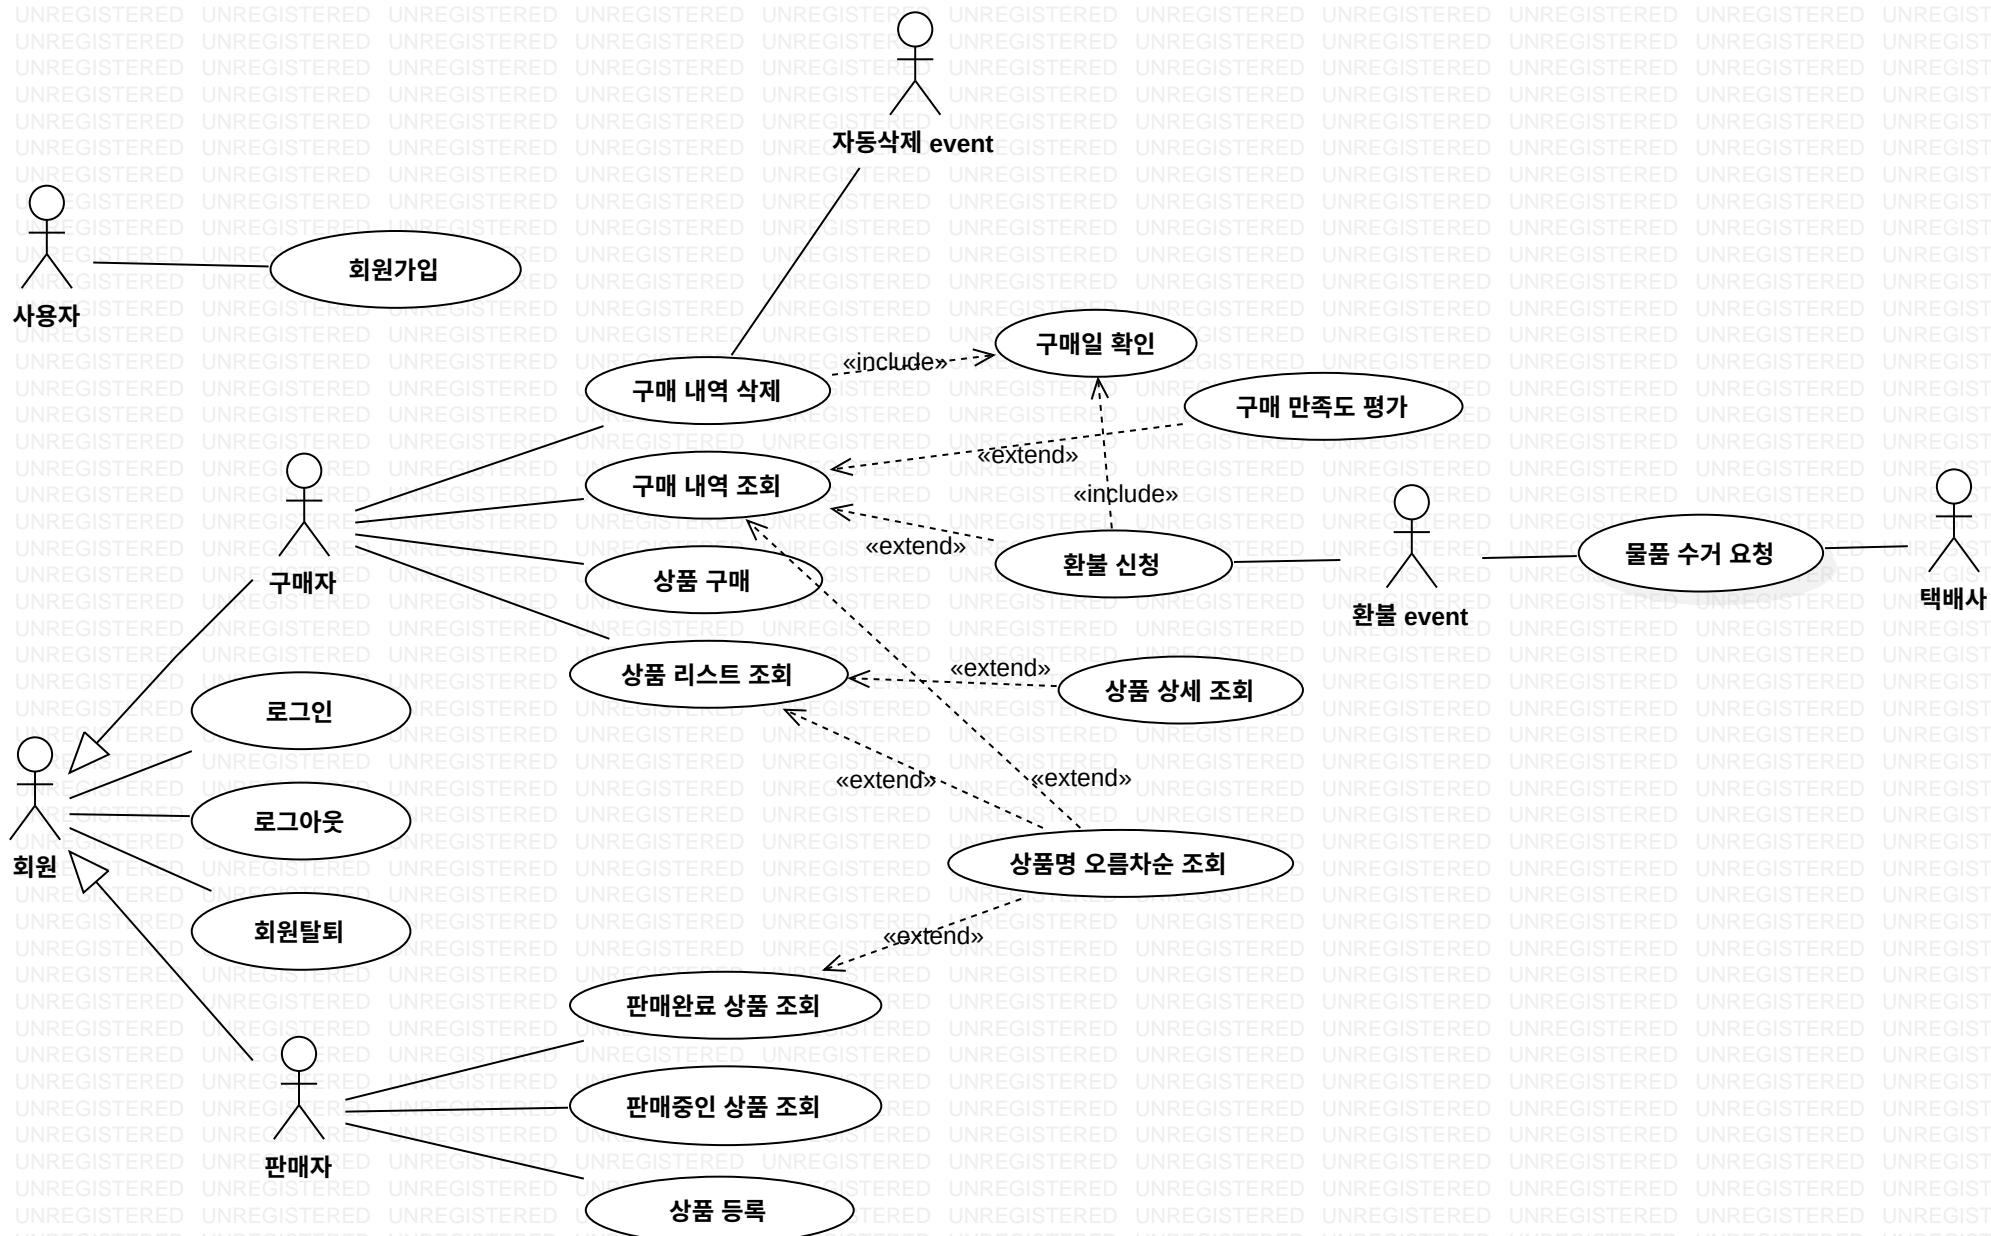 자동삭제 event
사용자
회원가입
구매 내역 삭제
«include»
구매일 확인
구매 만족도 평가
구매 내역 조회
«extend»
«include»
«extend»
구매자
상품 구매
환불 신청
환불 event
물품 수거 요청
택배사
상품 리스트 조회
«extend»
상품 상세 조회
로그인
로그아웃
회원
회원탈퇴
«extend»
«extend»
상품명 오름차순 조회
«extend»
판매완료 상품 조회
판매중인 상품 조회
판매자
상품 등록
UNREGISTERED